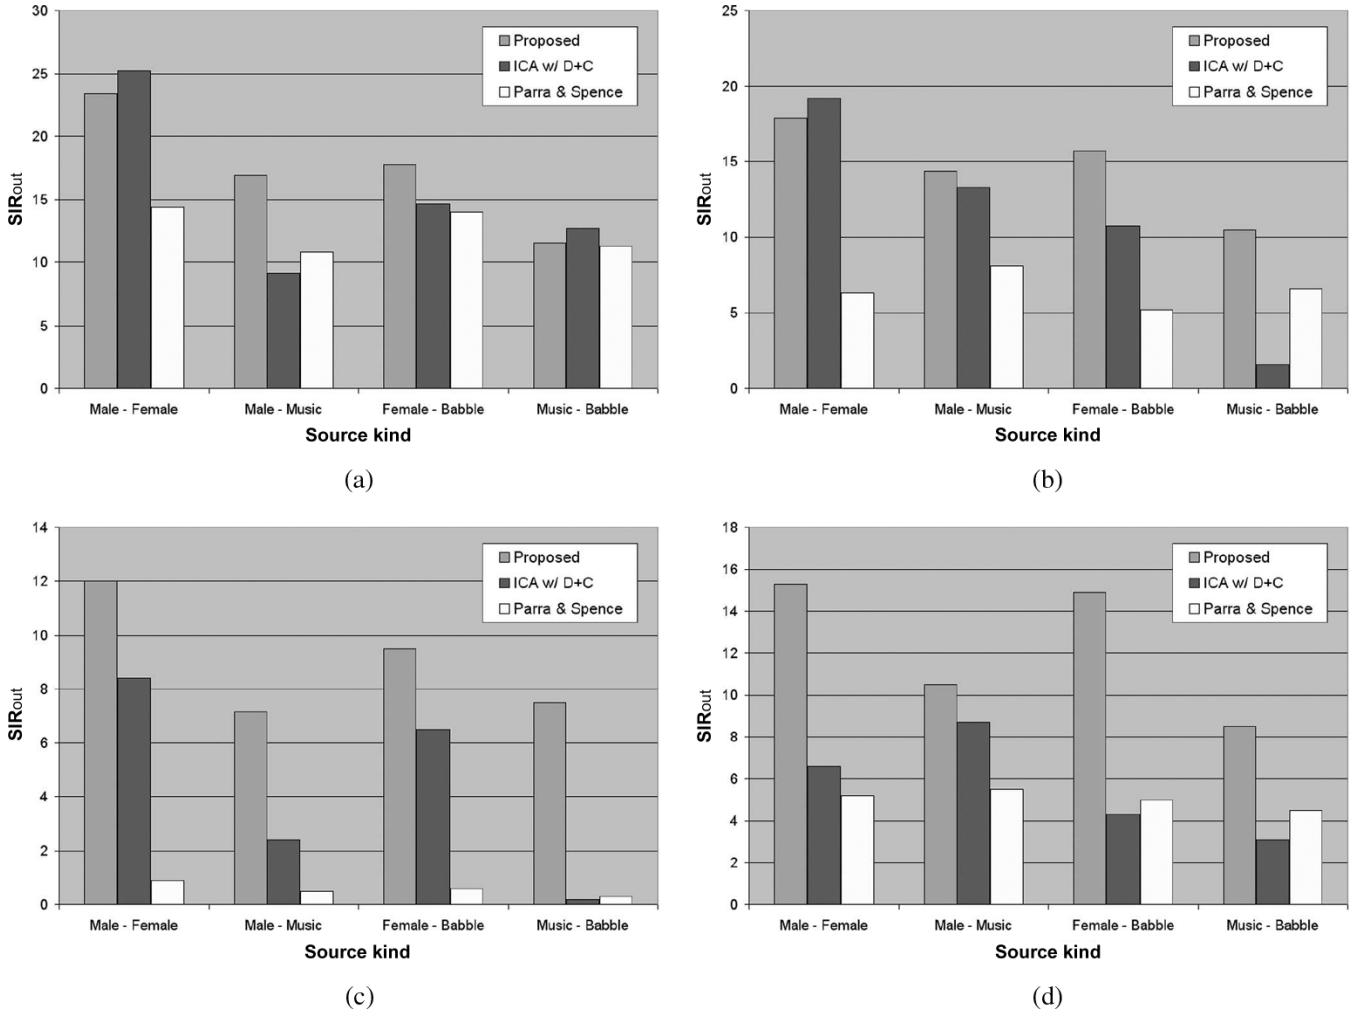 30
25
20
15
10
5
0
SIRout
Proposed
ICA w/ D+C
Parra & Spence
Male - Female
Male - Music
Female - Babble
Music - Babble
Source kind
(a)
25
20
15
10
5
0
SIRout
Proposed
ICA w/ D+C
Parra & Spence
Male - Female
Male - Music
Female - Babble
Music - Babble
Source kind
(b)
14
12
10
8
6
4
2
0
SIRout
Proposed
ICA w/ D+C
Parra & Spence
Male - Female
Male - Music
Female - Babble
Music - Babble
Source kind
(c)
18
16
14
12
10
8
6
4
2
0
SIRout
Proposed
ICA w/ D+C
Parra & Spence
Male - Female
Male - Music
Female - Babble
Music - Babble
Source kind
(d)